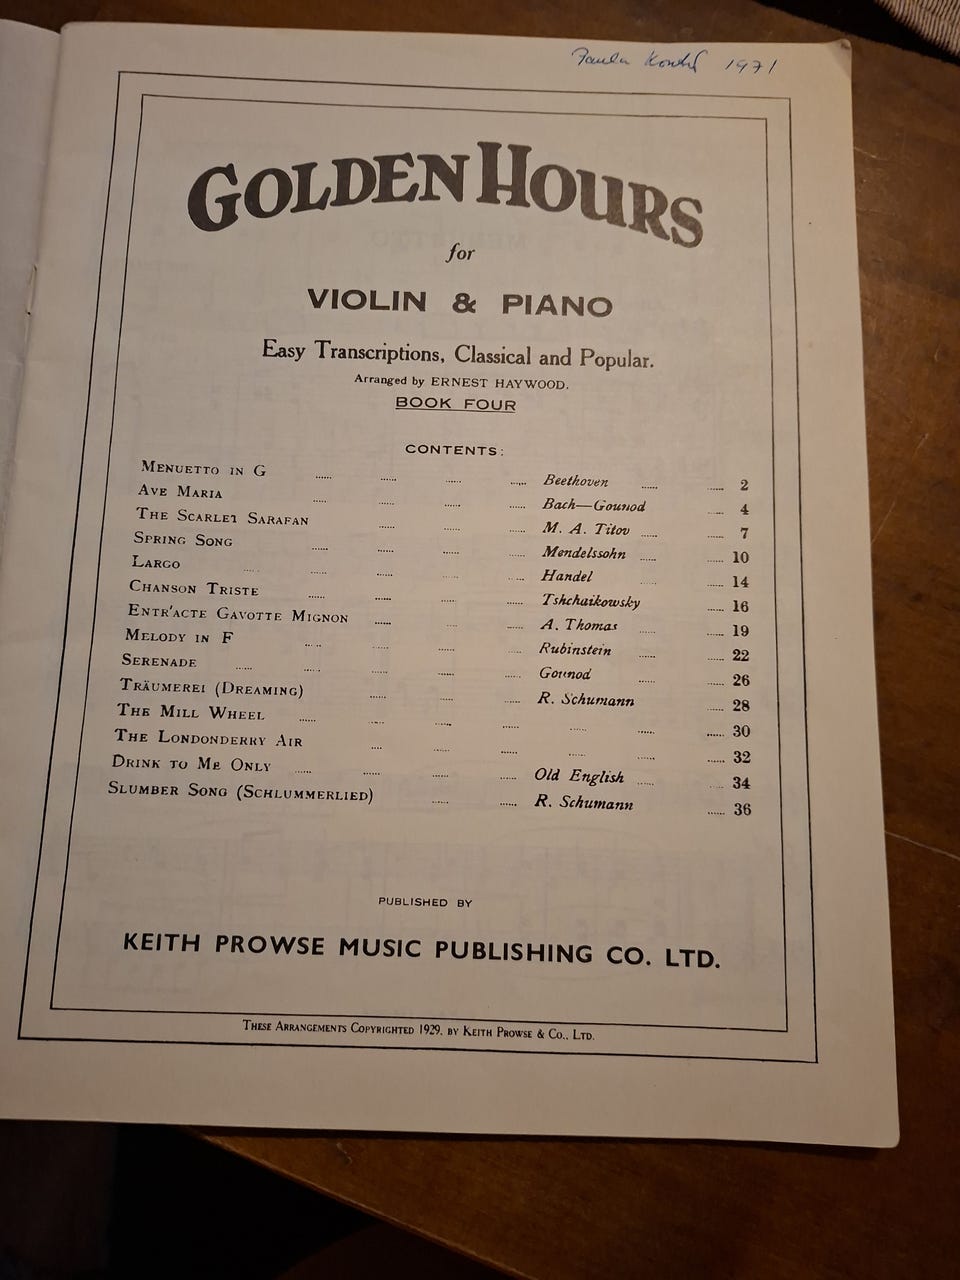 1971
GOLDEN HOURS
for
VIOLIN & PIANO
Easy Transcriptions, Classical and Popular.
Arranged by ERNEST HAYWOOD.
BOOK FOUR
CONTENTS:
MENUETTO IN G ...... ...... ...... ...... Beethoven ...... ...... 2
AVE MARIA ...... ...... ...... ...... Bach—Gounod ...... 4
THE SCARLET SARAFAN ...... ...... ...... M. A. Titov ...... ...... 7
SPRING SONG ...... ...... ...... ...... Mendelssohn ...... ...... 10
LARGO ...... ...... ...... ...... ...... Handel ...... ...... 14
CHANSON TRISTE ...... ...... ...... ...... Tshchaikowsky ...... 16
ENTR'ACTE GAVOTTE MIGNON ...... ...... ...... A. Thomas ...... ...... 19
MELODY IN F ...... ...... ...... ...... Rubinstein ...... ...... 22
SERENADE ...... ...... ...... ...... ...... Gounod ...... ...... 26
TRÄUMEREI (DREAMING) ...... ...... ...... R. Schumann ...... 28
THE MILL WHEEL ...... ...... ...... ...... ...... ...... ...... 30
THE LONDONDERRY AIR ...... ...... ...... ...... ...... ...... 32
DRINK TO ME ONLY ...... ...... ...... ...... Old English ...... ...... 34
SLUMBER SONG (SCHLUMMERLIED) ...... ...... R. Schumann ...... 36
PUBLISHED BY
KEITH PROWSE MUSIC PUBLISHING CO. LTD.
THESE ARRANGEMENTS COPYRIGHTED 1929, BY KEITH PROWSE & CO., LTD.